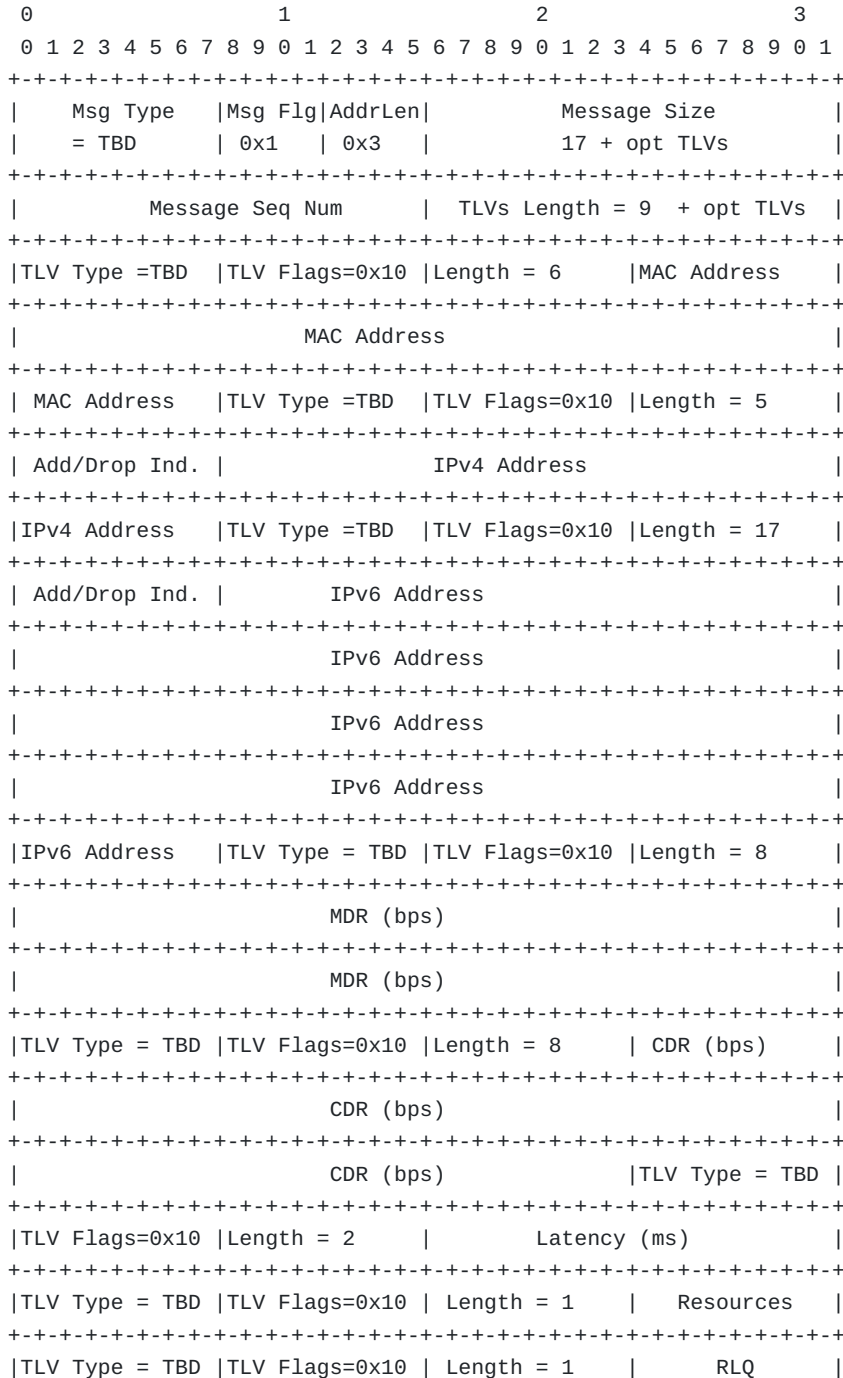 0                   1                   2                   3
 0 1 2 3 4 5 6 7 8 9 0 1 2 3 4 5 6 7 8 9 0 1 2 3 4 5 6 7 8 9 0 1
+-+-+-+-+-+-+-+-+-+-+-+-+-+-+-+-+-+-+-+-+-+-+-+-+-+-+-+-+-+-+-+-+
|    Msg Type   |Msg Flg|AddrLen|          Message Size         |
|    = TBD      | 0x1   | 0x3   |          17 + opt TLVs        |
+-+-+-+-+-+-+-+-+-+-+-+-+-+-+-+-+-+-+-+-+-+-+-+-+-+-+-+-+-+-+-+-+
|          Message Seq Num      |  TLVs Length = 9  + opt TLVs  |
+-+-+-+-+-+-+-+-+-+-+-+-+-+-+-+-+-+-+-+-+-+-+-+-+-+-+-+-+-+-+-+-+
|TLV Type =TBD  |TLV Flags=0x10 |Length = 6     |MAC Address    |
+-+-+-+-+-+-+-+-+-+-+-+-+-+-+-+-+-+-+-+-+-+-+-+-+-+-+-+-+-+-+-+-+
|                      MAC Address                              |
+-+-+-+-+-+-+-+-+-+-+-+-+-+-+-+-+-+-+-+-+-+-+-+-+-+-+-+-+-+-+-+-+
| MAC Address   |TLV Type =TBD  |TLV Flags=0x10 |Length = 5     |
+-+-+-+-+-+-+-+-+-+-+-+-+-+-+-+-+-+-+-+-+-+-+-+-+-+-+-+-+-+-+-+-+
| Add/Drop Ind. |                IPv4 Address                   |
+-+-+-+-+-+-+-+-+-+-+-+-+-+-+-+-+-+-+-+-+-+-+-+-+-+-+-+-+-+-+-+-+
|IPv4 Address   |TLV Type =TBD  |TLV Flags=0x10 |Length = 17    |
+-+-+-+-+-+-+-+-+-+-+-+-+-+-+-+-+-+-+-+-+-+-+-+-+-+-+-+-+-+-+-+-+
| Add/Drop Ind. |        IPv6 Address                           |
+-+-+-+-+-+-+-+-+-+-+-+-+-+-+-+-+-+-+-+-+-+-+-+-+-+-+-+-+-+-+-+-+
|                        IPv6 Address                           |
+-+-+-+-+-+-+-+-+-+-+-+-+-+-+-+-+-+-+-+-+-+-+-+-+-+-+-+-+-+-+-+-+
|                        IPv6 Address                           |
+-+-+-+-+-+-+-+-+-+-+-+-+-+-+-+-+-+-+-+-+-+-+-+-+-+-+-+-+-+-+-+-+
|                        IPv6 Address                           |
+-+-+-+-+-+-+-+-+-+-+-+-+-+-+-+-+-+-+-+-+-+-+-+-+-+-+-+-+-+-+-+-+
|IPv6 Address   |TLV Type = TBD |TLV Flags=0x10 |Length = 8     |
+-+-+-+-+-+-+-+-+-+-+-+-+-+-+-+-+-+-+-+-+-+-+-+-+-+-+-+-+-+-+-+-+
|                        MDR (bps)                              |
+-+-+-+-+-+-+-+-+-+-+-+-+-+-+-+-+-+-+-+-+-+-+-+-+-+-+-+-+-+-+-+-+
|                        MDR (bps)                              |
+-+-+-+-+-+-+-+-+-+-+-+-+-+-+-+-+-+-+-+-+-+-+-+-+-+-+-+-+-+-+-+-+
|TLV Type = TBD |TLV Flags=0x10 |Length = 8     | CDR (bps)     |
+-+-+-+-+-+-+-+-+-+-+-+-+-+-+-+-+-+-+-+-+-+-+-+-+-+-+-+-+-+-+-+-+
|                        CDR (bps)                              |
+-+-+-+-+-+-+-+-+-+-+-+-+-+-+-+-+-+-+-+-+-+-+-+-+-+-+-+-+-+-+-+-+
|                        CDR (bps)              |TLV Type = TBD |
+-+-+-+-+-+-+-+-+-+-+-+-+-+-+-+-+-+-+-+-+-+-+-+-+-+-+-+-+-+-+-+-+
|TLV Flags=0x10 |Length = 2     |        Latency (ms)           |
+-+-+-+-+-+-+-+-+-+-+-+-+-+-+-+-+-+-+-+-+-+-+-+-+-+-+-+-+-+-+-+-+
|TLV Type = TBD |TLV Flags=0x10 | Length = 1    |   Resources   |
+-+-+-+-+-+-+-+-+-+-+-+-+-+-+-+-+-+-+-+-+-+-+-+-+-+-+-+-+-+-+-+-+
|TLV Type = TBD |TLV Flags=0x10 | Length = 1    |      RLQ      |